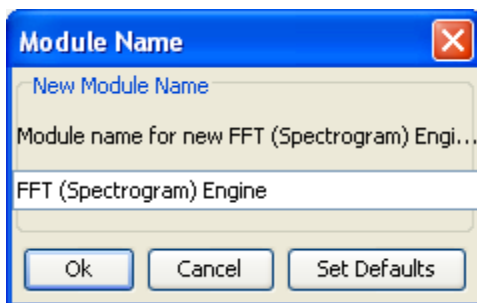 Module Name
New Module Name
Module name for new FFT (Spectrogram) Engi...
FFT (Spectrogram) Engine
Ok Cancel Set Defaults